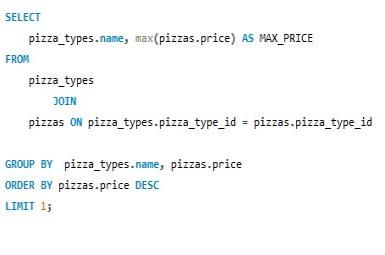 SELECT
pizza_types.name, max(pizzas.price) AS MAX_PRICE
FROM
pizza_types
JOIN
pizzas ON pizza_types.pizza_type_id = pizzas.pizza_type_id
GROUP BY pizza_types.name, pizzas.price
ORDER BY pizzas.price DESC
LIMIT 1;